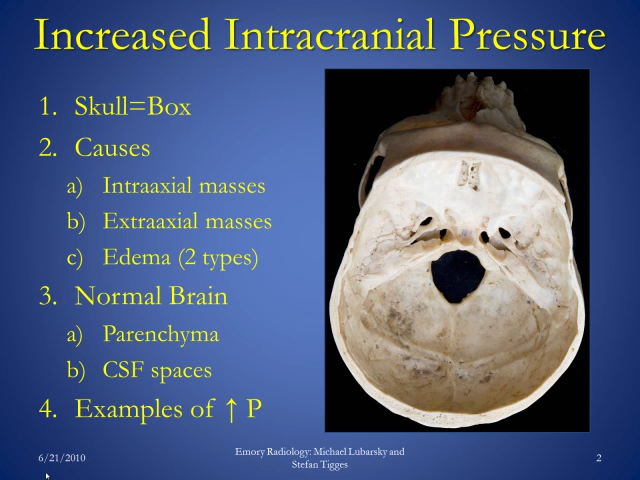 Increased Intracranial Pressure
1. Skull=Box
2. Causes
a) Intraaxial masses
b) Extraaxial masses
c) Edema (2 types)
3. Normal Brain
a) Parenchyma
b) CSF spaces
4. Examples of ↑ P
6/21/2010
Emory Radiology: Michael Lubarsky and
Stefan Tigges
2